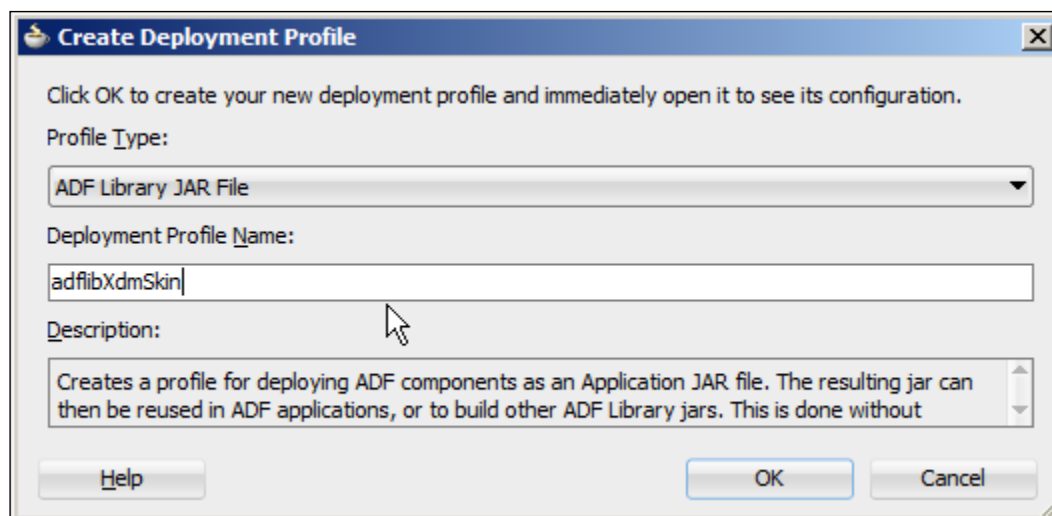 Create Deployment Profile
Click OK to create your new deployment profile and immediately open it to see its configuration.
Profile Type:
ADF Library JAR File
Deployment Profile Name:
adflibXdmSkin
Description:
Creates a profile for deploying ADF components as an Application JAR file. The resulting jar can
then be reused in ADF applications, or to build other ADF Library jars. This is done without
Help
OK
Cancel